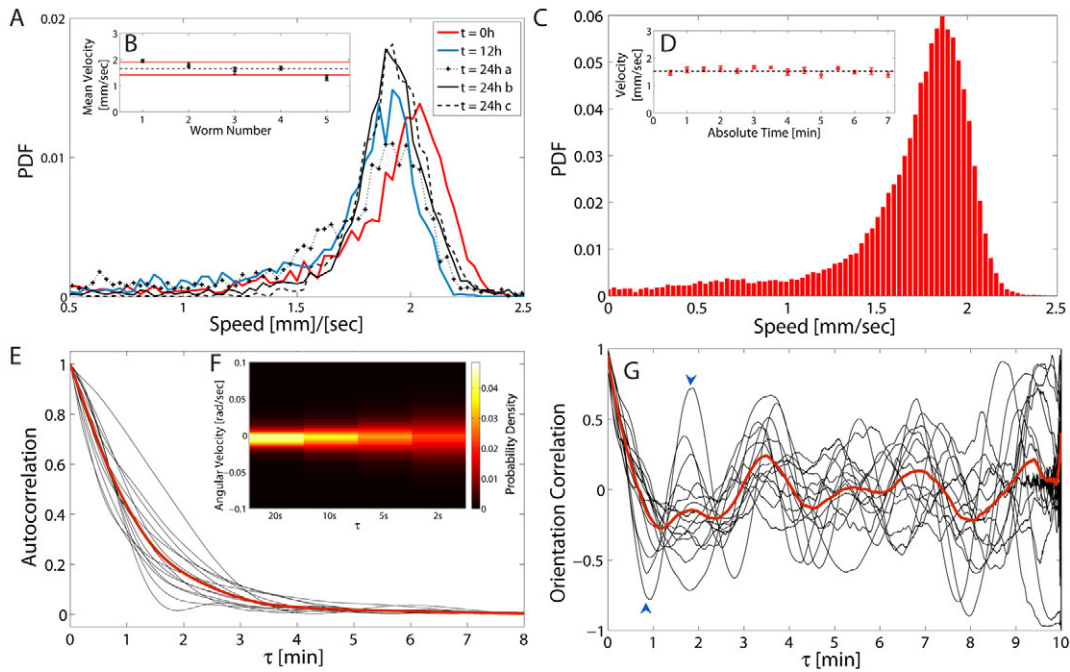 A
0.02
B
Mean Velocity
[mm/sec]
3
2
1
0
1 2 3 4 5
Worm Number
t = 0h
t = 12h
t = 24h a
t = 24h b
t = 24h c
PDF
0.01
0
0.5 1 1.5 2 2.5
Speed [mm]/[sec]
C
0.06
0.05
0.04
0.03
0.02
0.01
0
PDF
D
Velocity
[mm/sec]
3
2
1
0
0 1 2 3 4 5 6 7
Absolute Time [min]
0 0.5 1 1.5 2 2.5
Speed [mm/sec]
E
1
0.8
0.6
0.4
0.2
0
Autocorrelation
F
Angular Velocity [rad/sec]
0.1
0.05
0
−0.05
−0.1
20s 10s 5s 2s
τ
0.04
0.03
0.02
0.01
0
Probability Density
0 1 2 3 4 5 6 7 8
τ [min]
G
1
0.5
0
−0.5
−1
Orientation Correlation
0 1 2 3 4 5 6 7 8 9 10
τ [min]